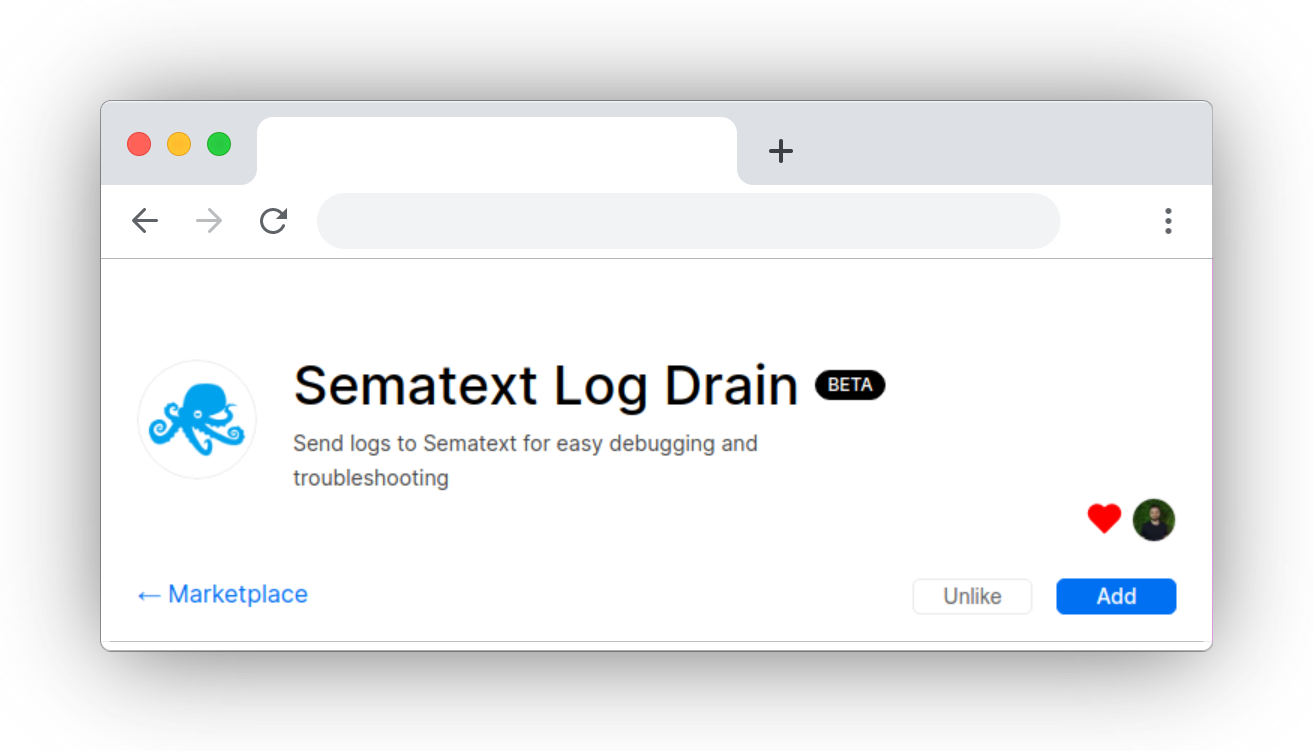 Sematext Log Drain BETA
Send logs to Sematext for easy debugging and
troubleshooting
← Marketplace
Unlike
Add